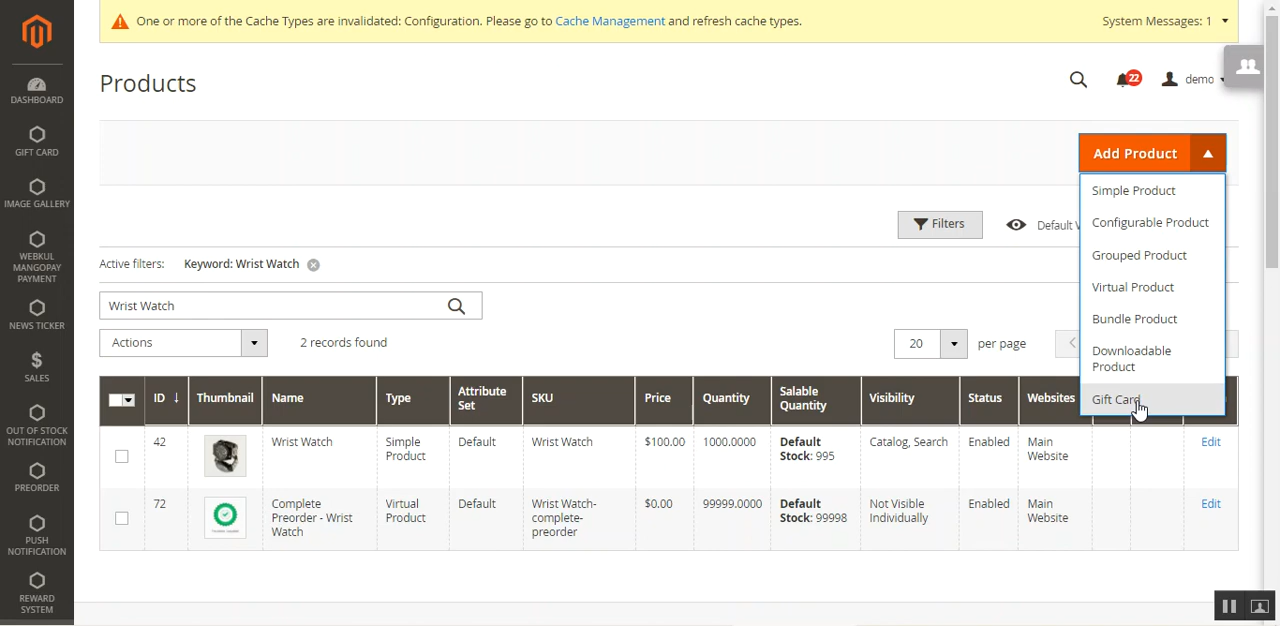 One or more of the Cache Types are invalidated: Configuration. Please go to Cache Management and refresh cache types.
System Messages: 1
Products
22
demo
DASHBOARD
GIFT CARD
IMAGE GALLERY
WEBKUL
MANGOPAY
PAYMENT
NEWS TICKER
$
SALES
OUT OF STOCK
NOTIFICATION
PREORDER
PUSH
NOTIFICATION
REWARD
SYSTEM
Add Product
Simple Product
Configurable Product
Grouped Product
Virtual Product
Bundle Product
Downloadable
Product
Gift Card
Filters
Default V
Active filters: Keyword: Wrist Watch
Wrist Watch
Actions
2 records found
20 per page
ID ↓ Thumbnail Name Type Attribute Set SKU Price Quantity Salable Quantity Visibility Status Websites
42 Wrist Watch Simple Product Default Wrist Watch $100.00 1000.0000 Default Stock: 995 Catalog, Search Enabled Main Website Edit
72 Complete Preorder - Wrist Watch Virtual Product Default Wrist Watch-complete-preorder $0.00 99999.0000 Default Stock: 99998 Not Visible Individually Enabled Main Website Edit